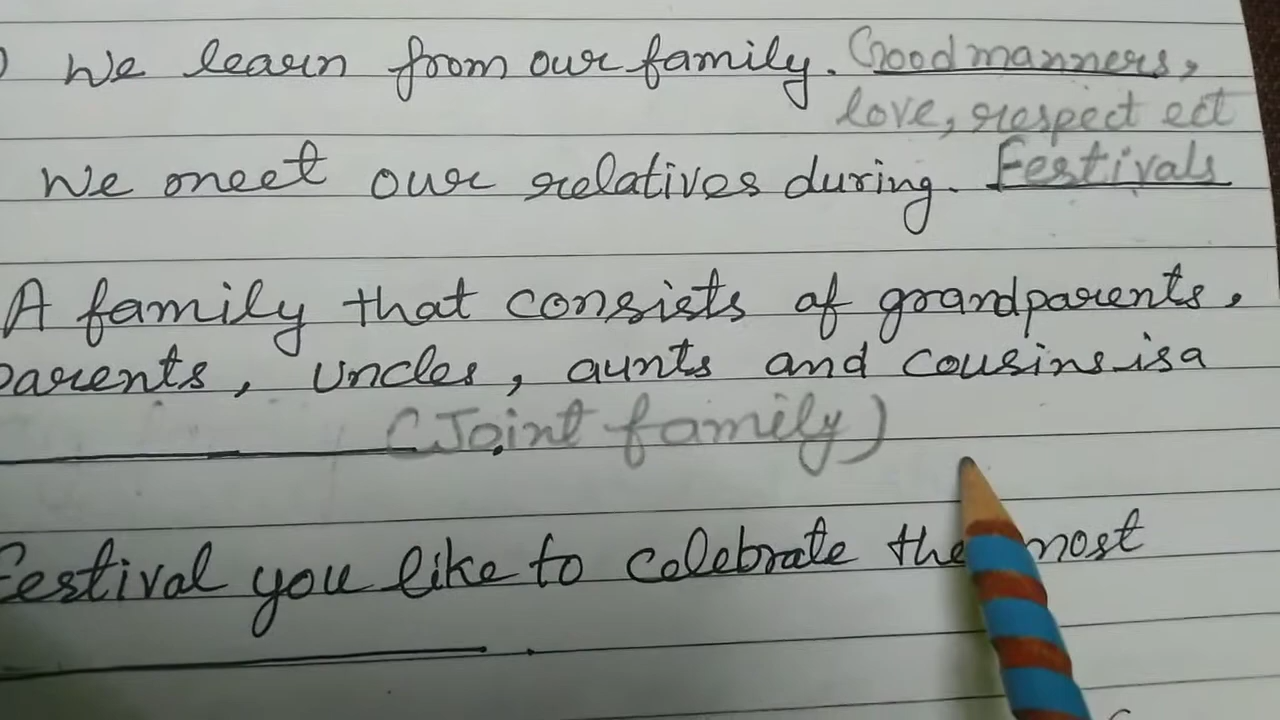 We learn from our family. Good manners,
love, respect ect
We meet our relatives during. Festivals
A family that consists of grandparents,
parents, uncles, aunts and cousins is a
(Joint family)
Festival you like to celebrate the most